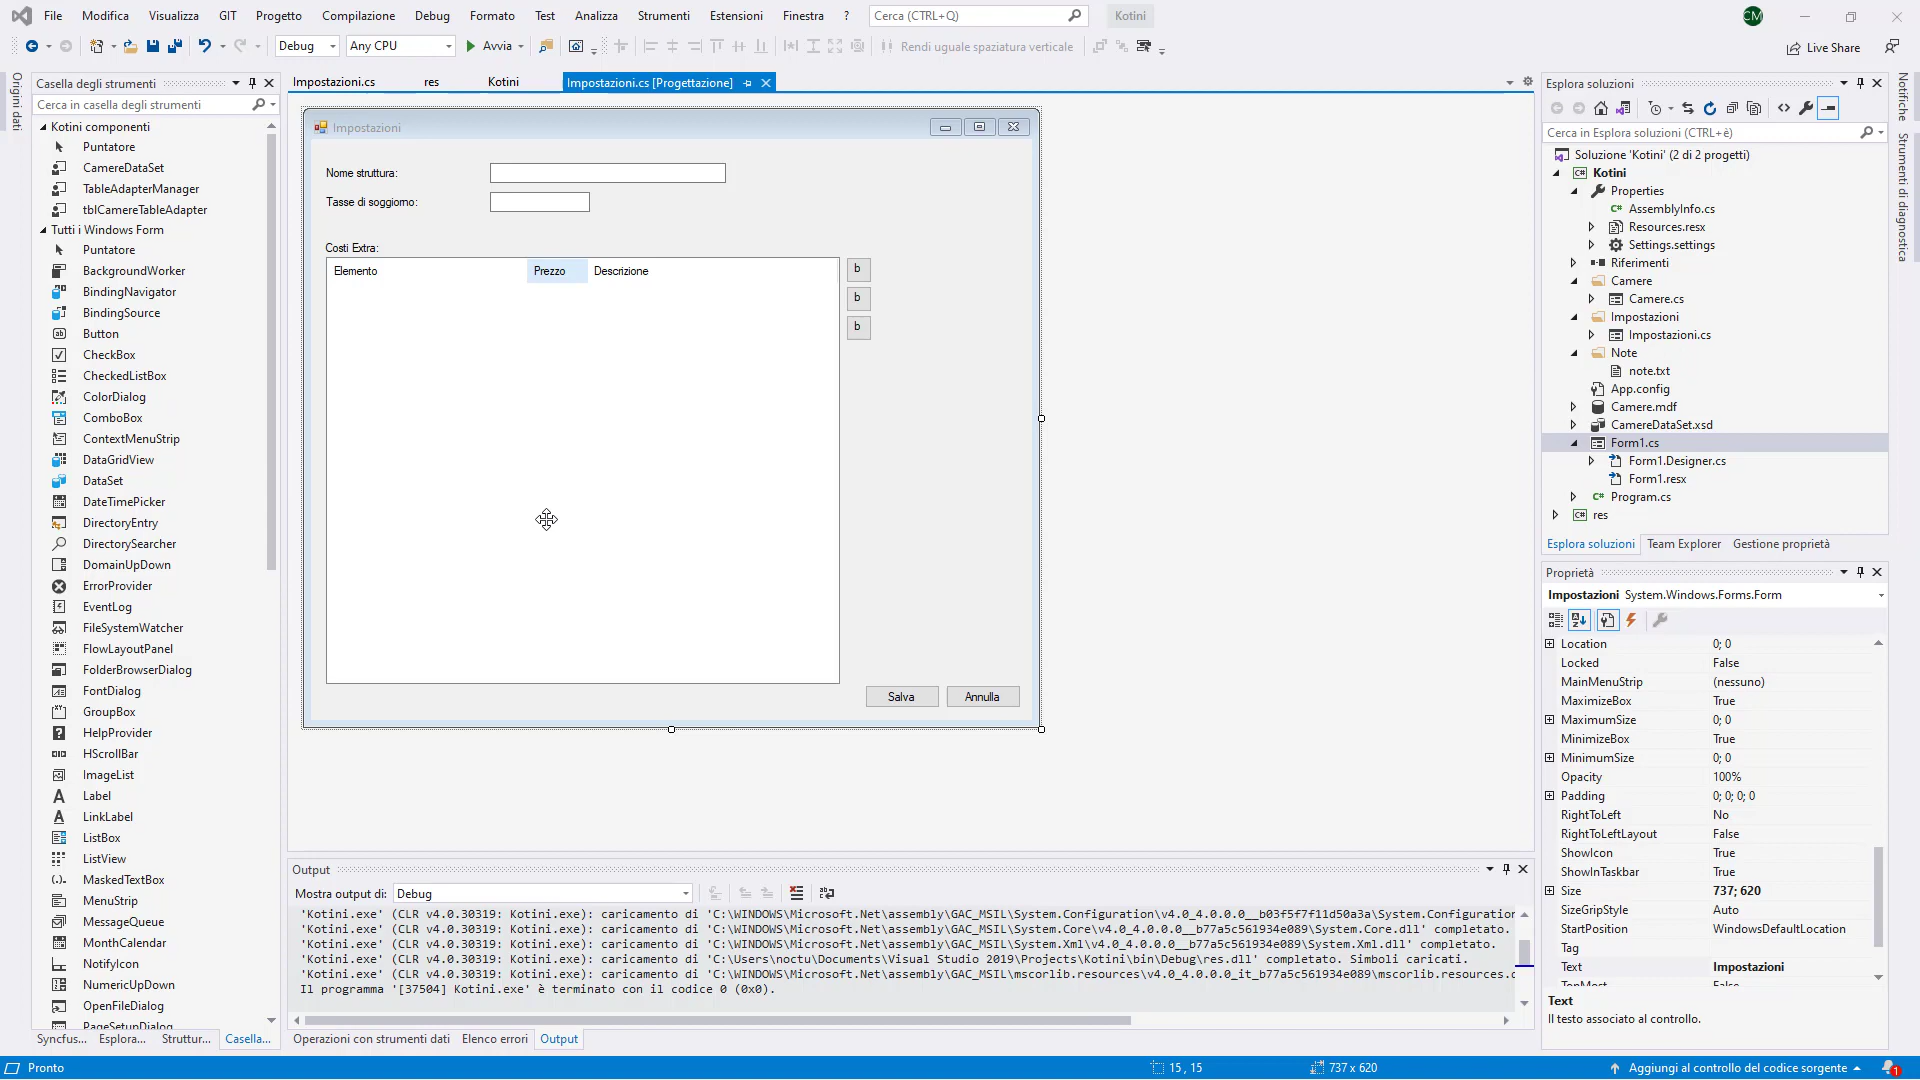 File Modifica Visualizza GIT Progetto Compilazione Debug Formato Test Analizza Strumenti Estensioni Finestra ? Cerca (CTRL+Q) Kotini CM
Debug Any CPU Avvia Rendi uguale spaziatura verticale Live Share
Origini dati
Casella degli strumenti
Cerca in casella degli strumenti
Kotini componenti
Puntatore
CamereDataSet
TableAdapterManager
tblCamereTableAdapter
Tutti i Windows Form
Puntatore
BackgroundWorker
BindingNavigator
BindingSource
Button
CheckBox
CheckedListBox
ColorDialog
ComboBox
ContextMenuStrip
DataGridView
DataSet
DateTimePicker
DirectoryEntry
DirectorySearcher
DomainUpDown
ErrorProvider
EventLog
FileSystemWatcher
FlowLayoutPanel
FolderBrowserDialog
FontDialog
GroupBox
HelpProvider
HScrollBar
ImageList
Label
LinkLabel
ListBox
ListView
MaskedTextBox
MenuStrip
MessageQueue
MonthCalendar
NotifyIcon
NumericUpDown
OpenFileDialog
PageSetupDialog
Syncfus... Esplora... Struttur... Casella...
Impostazioni.cs res Kotini Impostazioni.cs [Progettazione]
Impostazioni
Nome struttura:
Tasse di soggiorno:
Costi Extra:
Elemento Prezzo Descrizione
b
b
b
Salva Annulla
Output
Mostra output di: Debug
'Kotini.exe' (CLR v4.0.30319: Kotini.exe): caricamento di 'C:\WINDOWS\Microsoft.Net\assembly\GAC_MSIL\System.Configuration\v4.0_4.0.0.0__b03f5f7f11d50a3a\System.Configuration
'Kotini.exe' (CLR v4.0.30319: Kotini.exe): caricamento di 'C:\WINDOWS\Microsoft.Net\assembly\GAC_MSIL\System.Core\v4.0_4.0.0.0__b77a5c561934e089\System.Core.dll' completato.
'Kotini.exe' (CLR v4.0.30319: Kotini.exe): caricamento di 'C:\WINDOWS\Microsoft.Net\assembly\GAC_MSIL\System.Xml\v4.0_4.0.0.0__b77a5c561934e089\System.Xml.dll' completato.
'Kotini.exe' (CLR v4.0.30319: Kotini.exe): caricamento di 'C:\Users\noctu\Documents\Visual Studio 2019\Projects\Kotini\bin\Debug\res.dll' completato. Simboli caricati.
'Kotini.exe' (CLR v4.0.30319: Kotini.exe): caricamento di 'C:\WINDOWS\Microsoft.Net\assembly\GAC_MSIL\mscorlib.resources\v4.0_4.0.0.0_it_b77a5c561934e089\mscorlib.resources.
Il programma '[37504] Kotini.exe' è terminato con il codice 0 (0x0).
Operazioni con strumenti dati Elenco errori Output
Esplora soluzioni
Cerca in Esplora soluzioni (CTRL+è)
Soluzione 'Kotini' (2 di 2 progetti)
Kotini
Properties
AssemblyInfo.cs
Resources.resx
Settings.settings
Riferimenti
Camere
Camere.cs
Impostazioni
Impostazioni.cs
Note
note.txt
App.config
Camere.mdf
CamereDataSet.xsd
Form1.cs
Form1.Designer.cs
Form1.resx
Program.cs
res
Esplora soluzioni Team Explorer Gestione proprietà
Proprietà
Impostazioni System.Windows.Forms.Form
Location 0; 0
Locked False
MainMenuStrip (nessuno)
MaximizeBox True
MaximumSize 0; 0
MinimizeBox True
MinimumSize 0; 0
Opacity 100%
Padding 0; 0; 0; 0
RightToLeft No
RightToLeftLayout False
ShowIcon True
ShowInTaskbar True
Size 737; 620
SizeGripStyle Auto
StartPosition WindowsDefaultLocation
Tag
Text Impostazioni
TopMost False
Text
Il testo associato al controllo.
Notifiche
Strumenti di diagnostica
Pronto 15 , 15 737 x 620 Aggiungi al controllo del codice sorgente 1